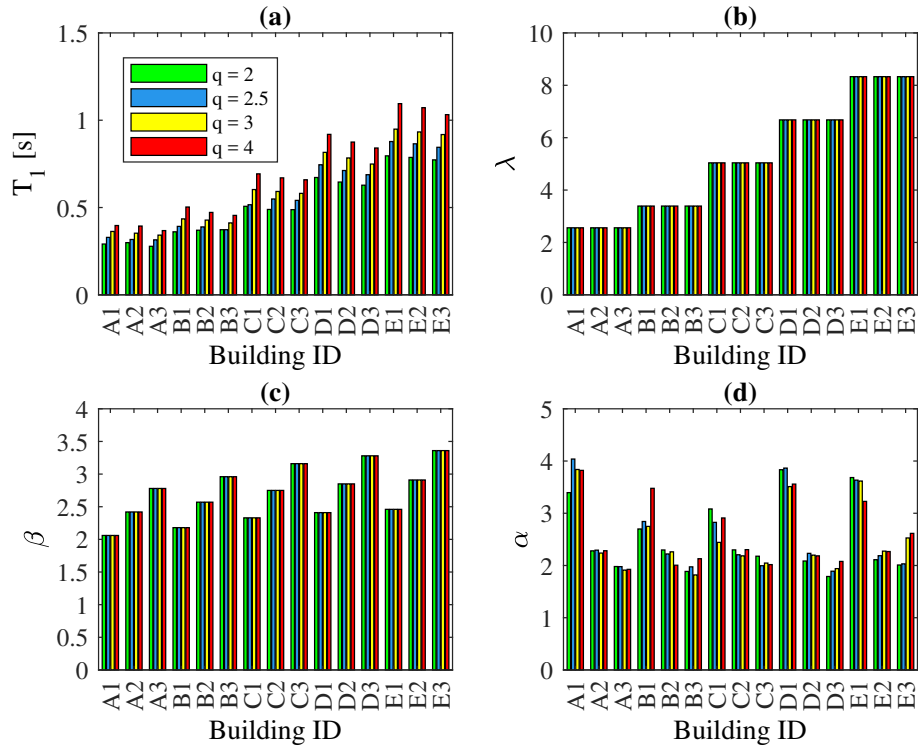 (a)
T1 [s]
1.5
1
0.5
0
q = 2
q = 2.5
q = 3
q = 4
A1 A2 A3 B1 B2 B3 C1 C2 C3 D1 D2 D3 E1 E2 E3
Building ID
(b)
λ
10
8
6
4
2
0
A1 A2 A3 B1 B2 B3 C1 C2 C3 D1 D2 D3 E1 E2 E3
Building ID
(c)
β
4
3.5
3
2.5
2
1.5
1
0.5
0
A1 A2 A3 B1 B2 B3 C1 C2 C3 D1 D2 D3 E1 E2 E3
Building ID
(d)
α
5
4
3
2
1
0
A1 A2 A3 B1 B2 B3 C1 C2 C3 D1 D2 D3 E1 E2 E3
Building ID